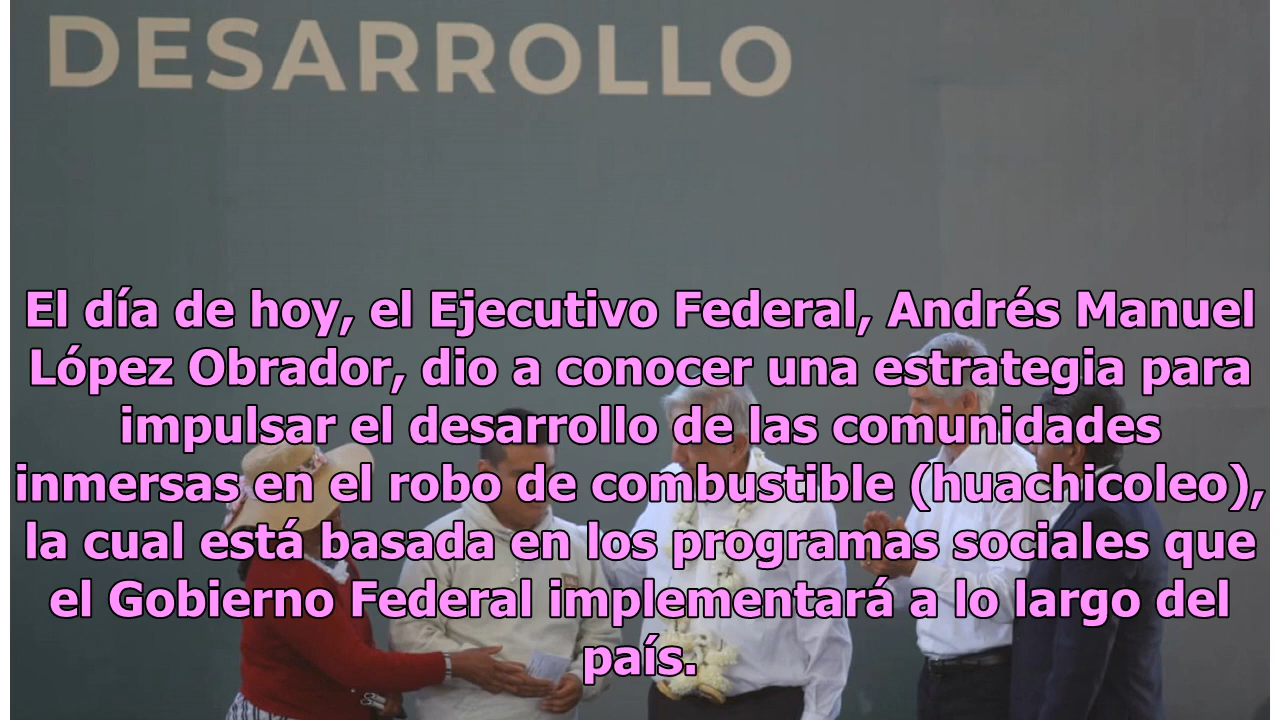 DESARROLLO
El día de hoy, el Ejecutivo Federal, Andrés Manuel
López Obrador, dio a conocer una estrategia para
impulsar el desarrollo de las comunidades
inmersas en el robo de combustible (huachicoleo),
la cual está basada en los programas sociales que
el Gobierno Federal implementará a lo largo del
país.